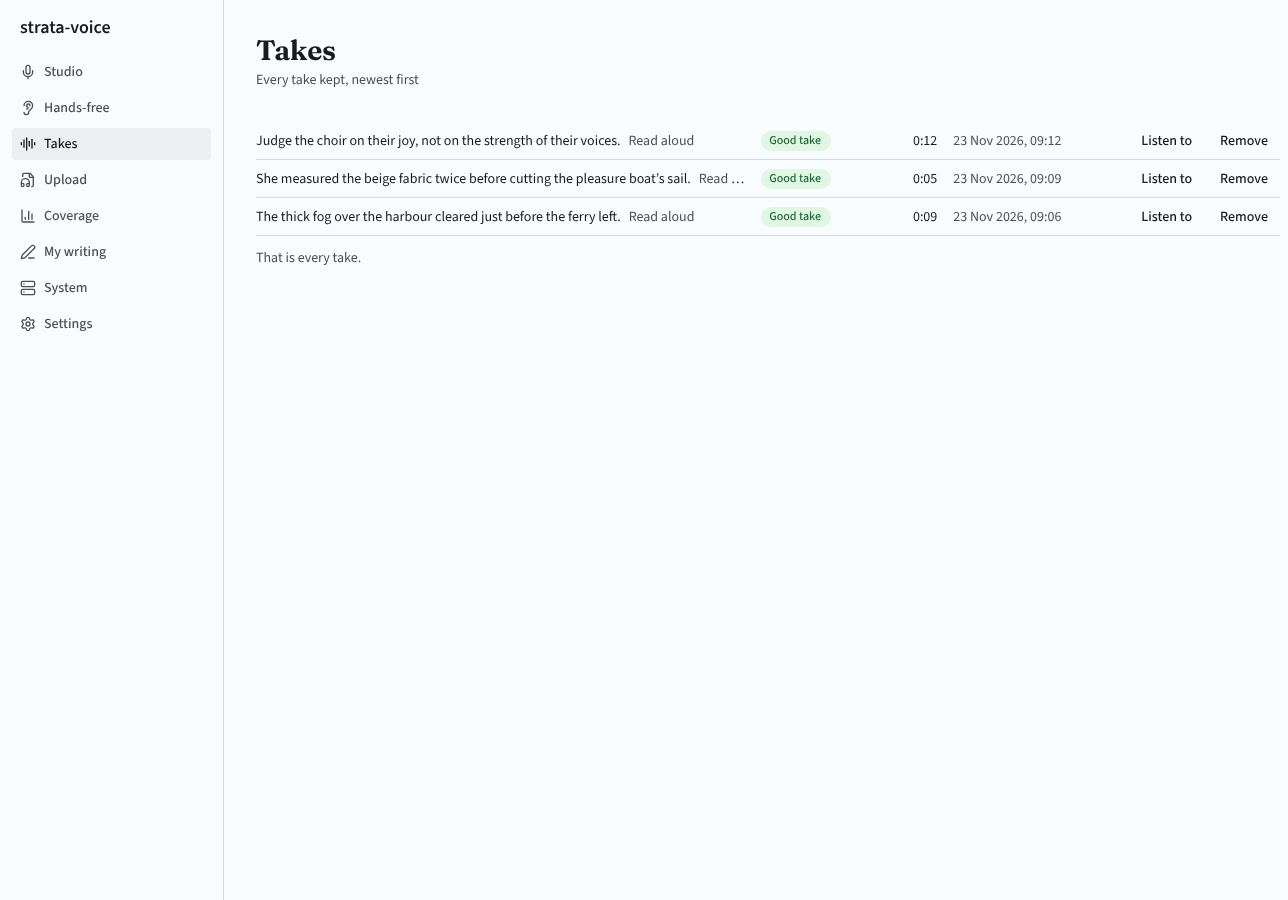 strata-voice
Studio
Hands-free
Takes
Upload
Coverage
My writing
System
Settings
Takes
Every take kept, newest first
Judge the choir on their joy, not on the strength of their voices. Read aloud Good take 0:12 23 Nov 2026, 09:12 Listen to Remove
She measured the beige fabric twice before cutting the pleasure boat’s sail. Read … Good take 0:05 23 Nov 2026, 09:09 Listen to Remove
The thick fog over the harbour cleared just before the ferry left. Read aloud Good take 0:09 23 Nov 2026, 09:06 Listen to Remove
That is every take.